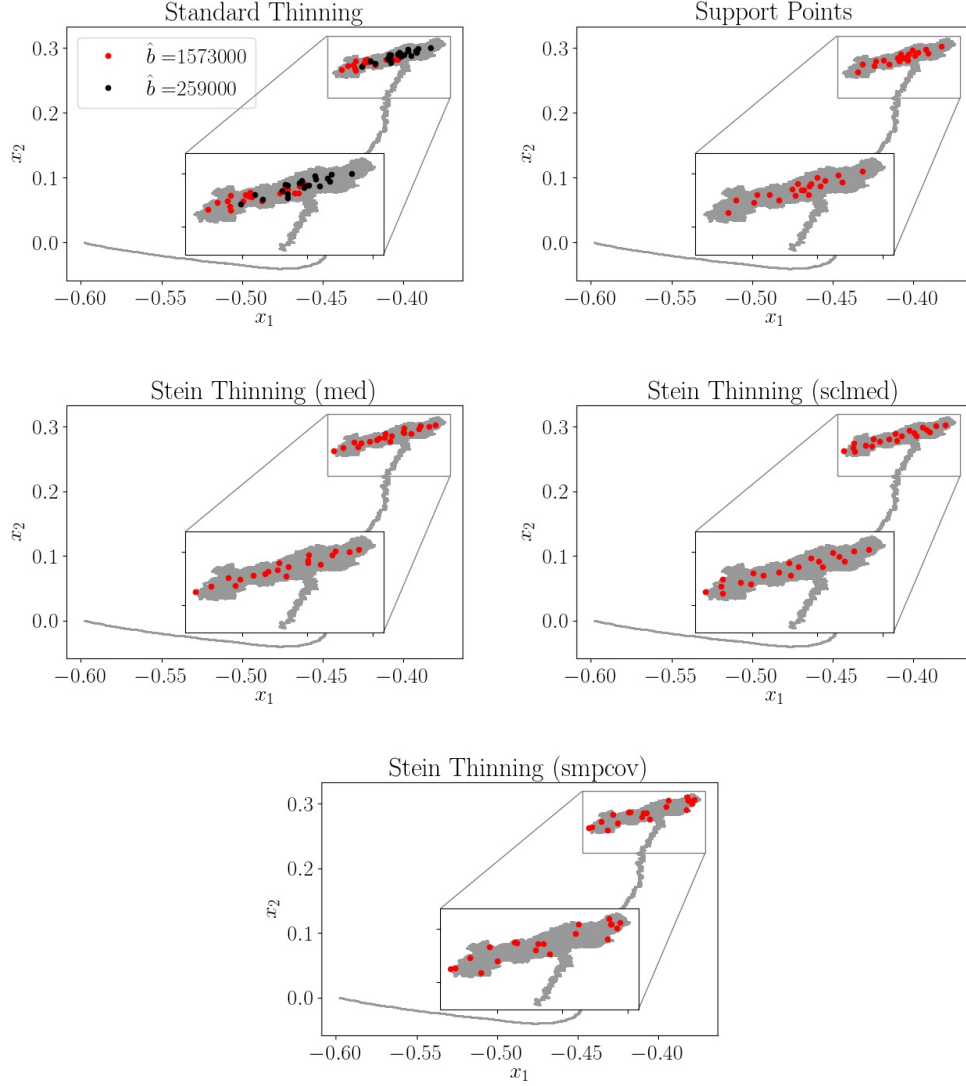 Standard Thinning
0.3
0.2
0.1
0.0
x₂
b̂ =1573000
b̂ =259000
−0.60 −0.55 −0.50 −0.45 −0.40
x₁
Support Points
0.3
0.2
0.1
0.0
x₂
−0.60 −0.55 −0.50 −0.45 −0.40
x₁
Stein Thinning (med)
0.3
0.2
0.1
0.0
x₂
−0.60 −0.55 −0.50 −0.45 −0.40
x₁
Stein Thinning (sclmed)
0.3
0.2
0.1
0.0
x₂
−0.60 −0.55 −0.50 −0.45 −0.40
x₁
Stein Thinning (smpcov)
0.3
0.2
0.1
0.0
x₂
−0.60 −0.55 −0.50 −0.45 −0.40
x₁